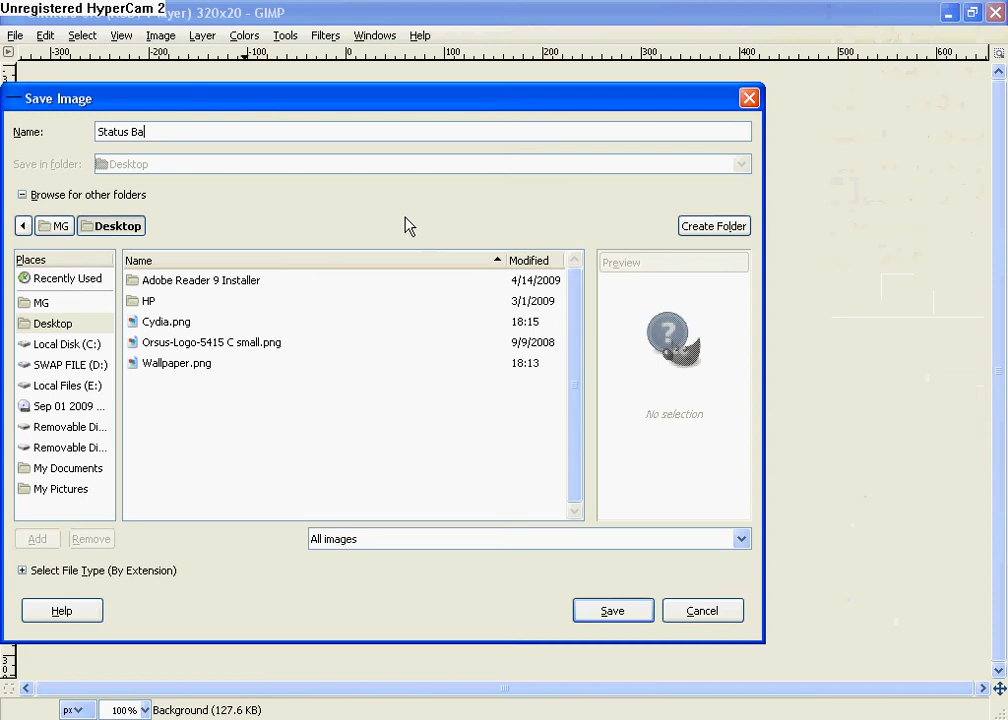 Unregistered HyperCam 2
320x20 - GIMP
File Edit Select View Image Layer Colors Tools Filters Windows Help
-300 -200 -100 0 100 200 300 400 500 600
Save Image
Name: Status Ba
Save in folder: Desktop
Browse for other folders
MG Desktop Create Folder
Places Name Modified Preview
Recently Used Adobe Reader 9 Installer 4/14/2009
MG HP 3/1/2009
Desktop Cydia.png 18:15
Local Disk (C:) Orsus-Logo-5415 C small.png 9/9/2008
SWAP FILE (D:) Wallpaper.png 18:13
Local Files (E:)
Sep 01 2009 ...
No selection
Removable Di...
Removable Di...
My Documents
My Pictures
Add Remove All images
Select File Type (By Extension)
Help Save Cancel
px 100% Background (127.6 KB)